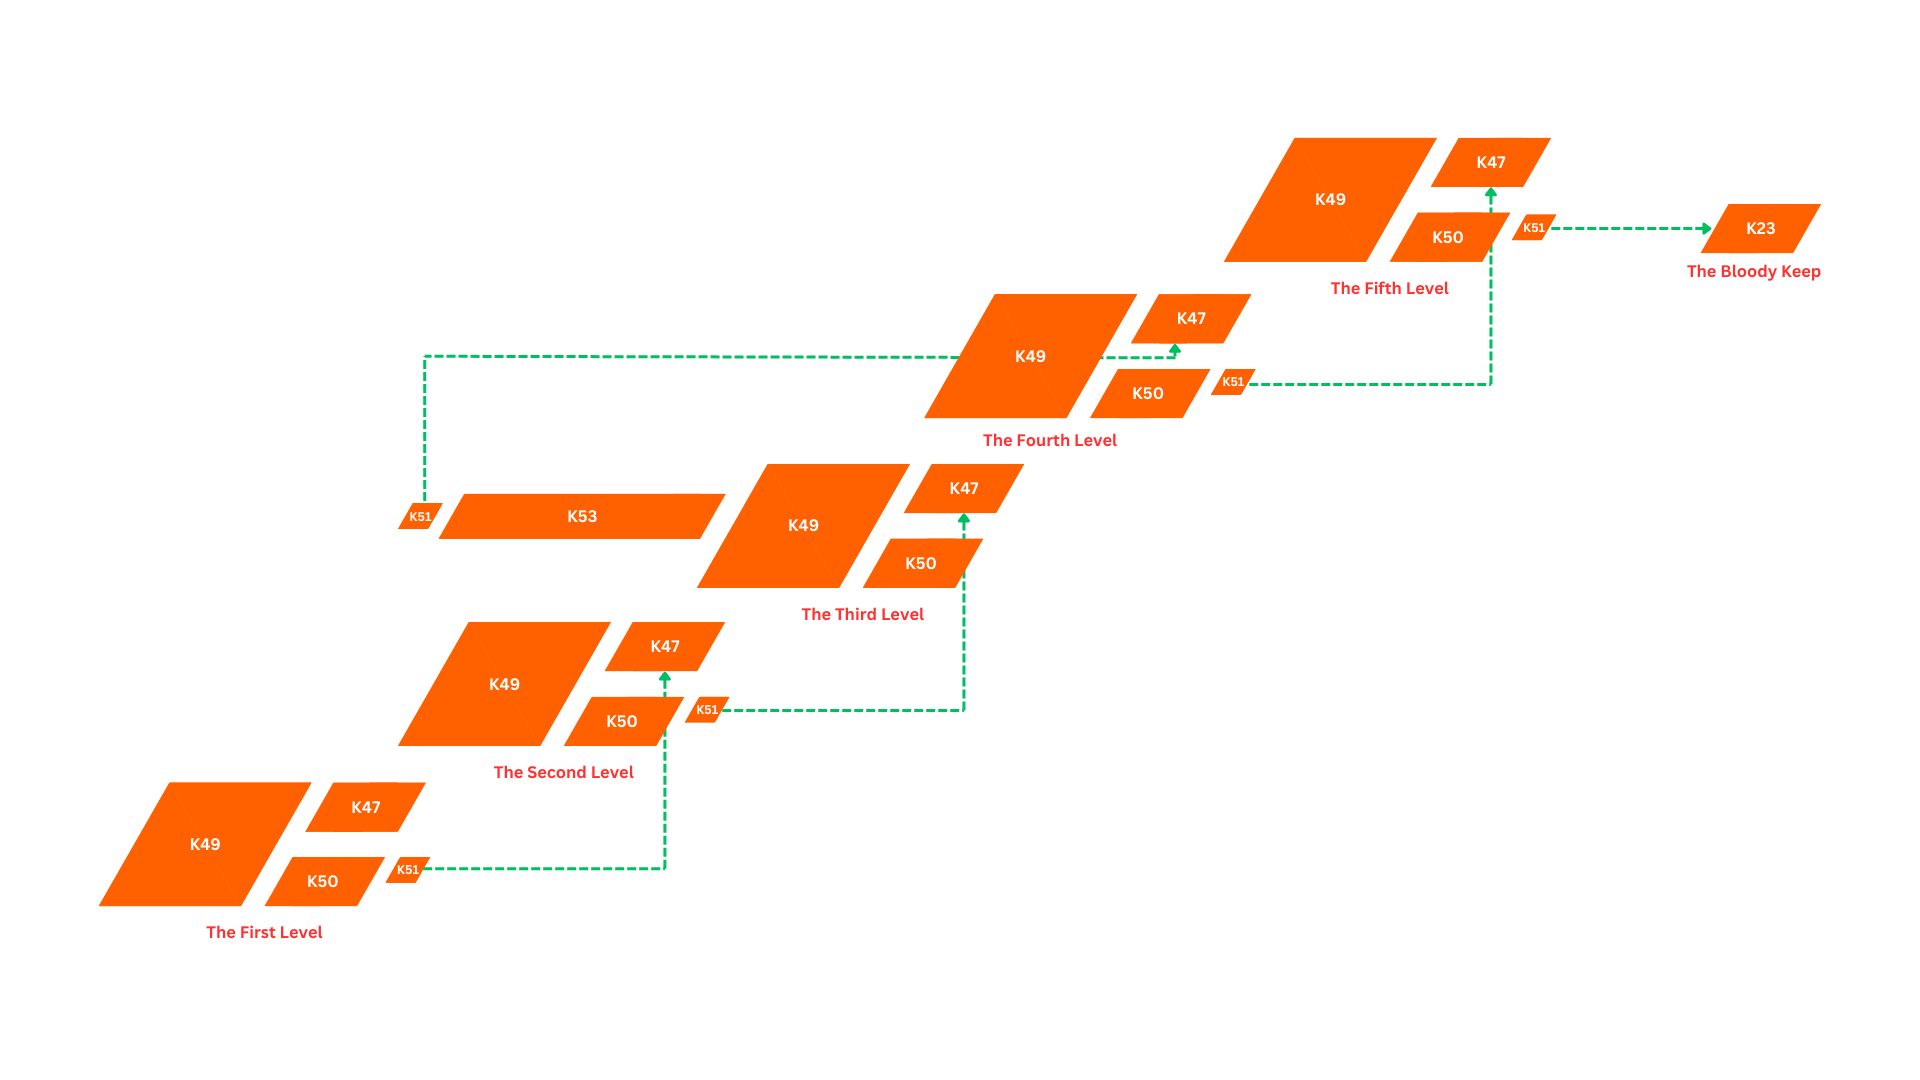 K49
K47
K50
K51
The Fifth Level
K23
The Bloody Keep
K49
K47
K50
K51
The Fourth Level
K51
K53
K49
K47
K50
The Third Level
K49
K47
K50
K51
The Second Level
K49
K47
K50
K51
The First Level